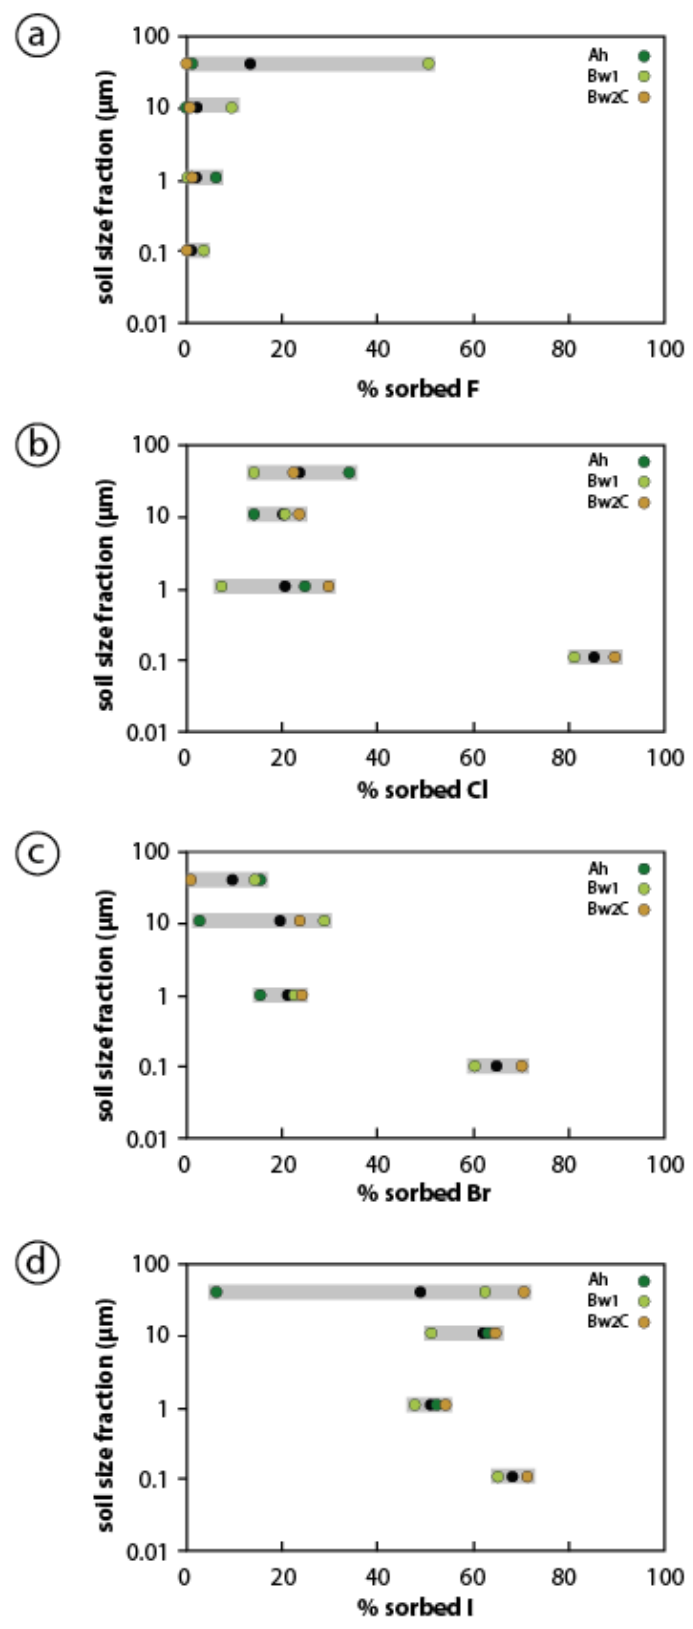 a
100
10
1
0.1
0.01
soil size fraction (µm)
Ah
Bw1
Bw2C
0 20 40 60 80 100
% sorbed F
b
100
10
1
0.1
0.01
soil size fraction (µm)
Ah
Bw1
Bw2C
0 20 40 60 80 100
% sorbed Cl
c
100
10
1
0.1
0.01
soil size fraction (µm)
Ah
Bw1
Bw2C
0 20 40 60 80 100
% sorbed Br
d
100
10
1
0.1
0.01
soil size fraction (µm)
Ah
Bw1
Bw2C
0 20 40 60 80 100
% sorbed I